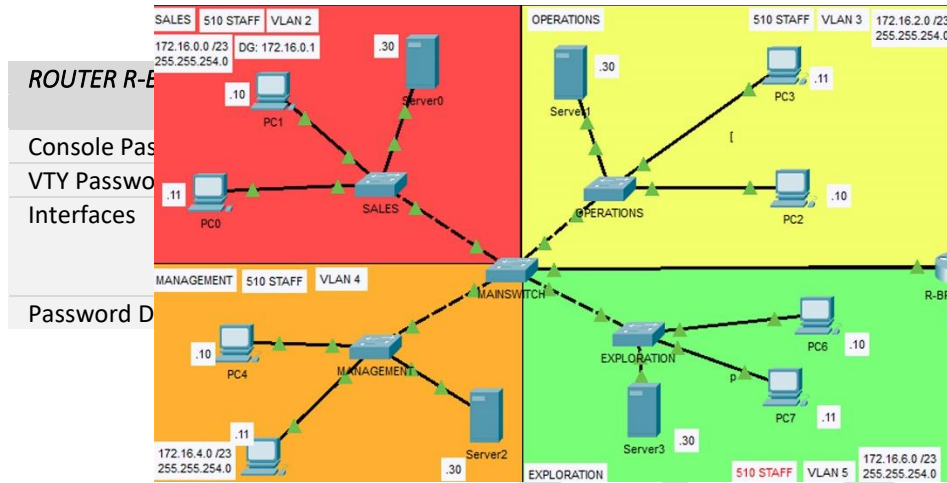 ROUTER R-B
Console Pas
VTY Passwo
Interfaces
Password D
SALES 510 STAFF VLAN 2
172.16.0.0 /23 DG: 172.16.0.1
255.255.254.0
.30
.10
Server0
PC1
.11
SALES
PC0
OPERATIONS 510 STAFF VLAN 3 172.16.2.0 /23
255.255.254.0
.30
.11
Server1
PC3
[
.10
OPERATIONS
PC2
MAINSWITCH
R-BR
MANAGEMENT 510 STAFF VLAN 4
.10
PC4
MANAGEMENT
.11
172.16.4.0 /23
255.255.254.0
Server2
.30
PC6
.10
EXPLORATION
p
PC7
.11
Server3
.30
EXPLORATION 510 STAFF VLAN 5 172.16.6.0 /23
255.255.254.0